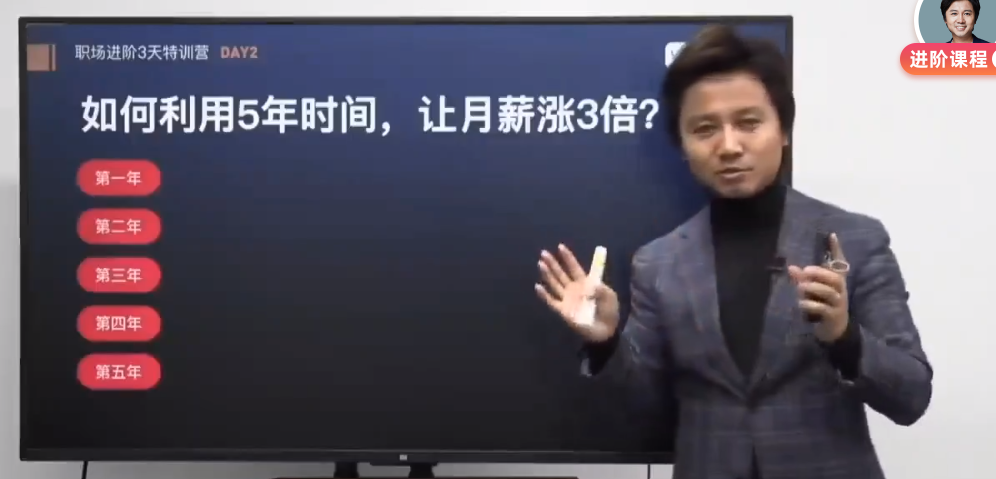 职场进阶3天特训营 DAY2
进阶课程
如何利用5年时间，让月薪涨3倍？
第一年
第二年
第三年
第四年
第五年